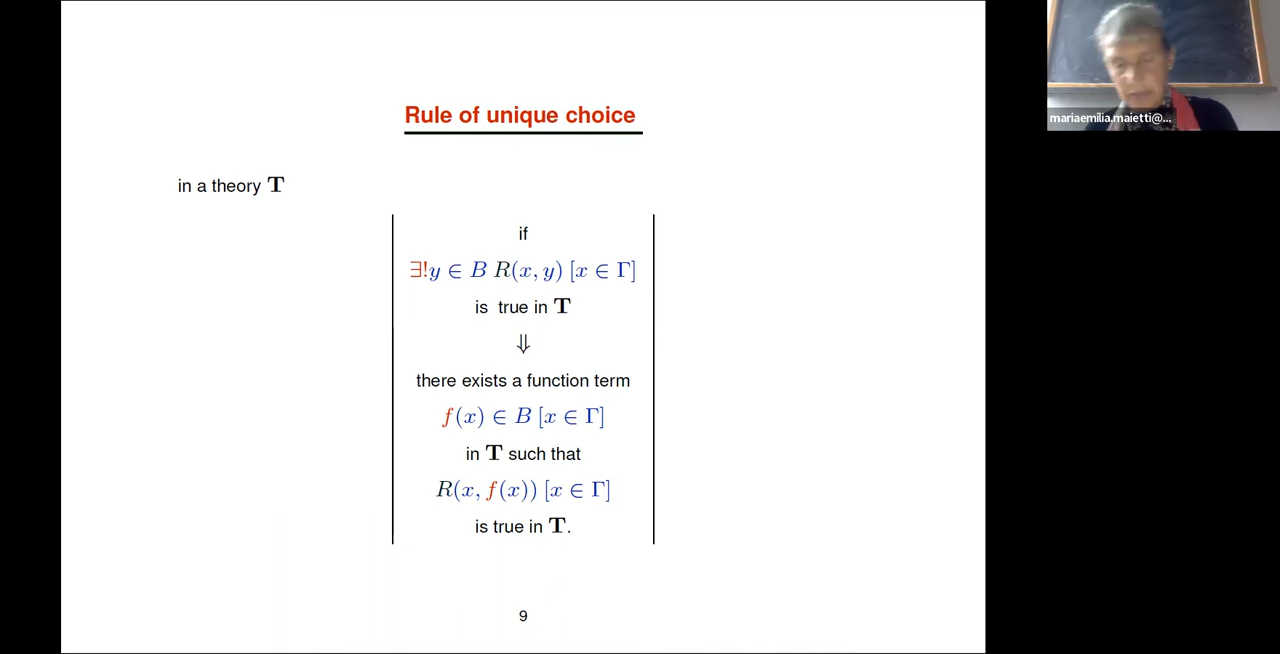 Rule of unique choice
mariaemilia.maietti@...
in a theory T
if
∃!y ∈ B R(x, y) [x ∈ Γ]
is true in T
⇓
there exists a function term
f(x) ∈ B [x ∈ Γ]
in T such that
R(x, f(x)) [x ∈ Γ]
is true in T.
9